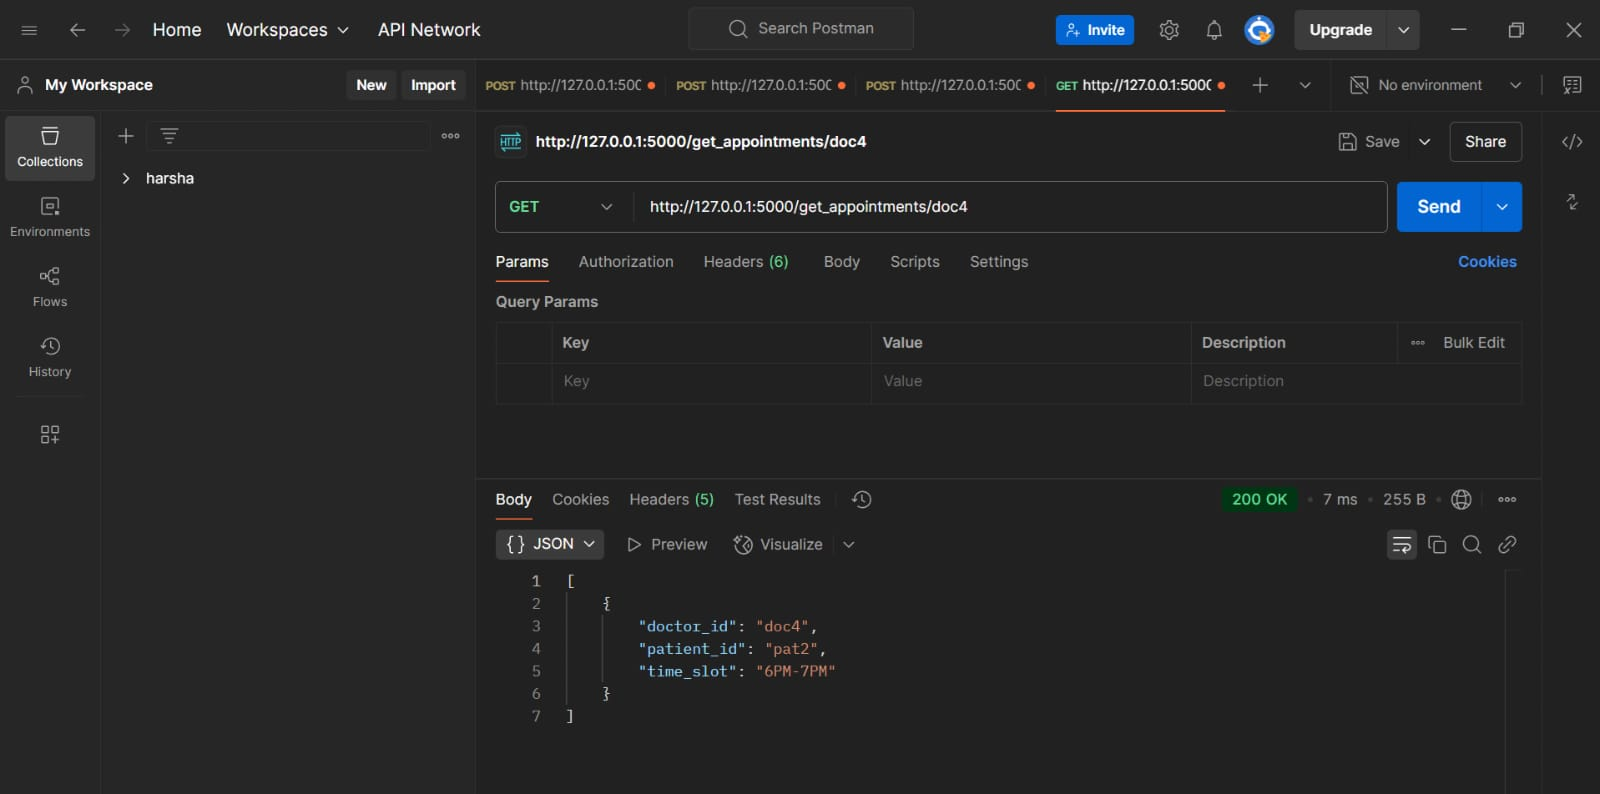 Home Workspaces API Network Search Postman Invite Upgrade
My Workspace New Import POST http://127.0.0.1:500 POST http://127.0.0.1:500 POST http://127.0.0.1:500 GET http://127.0.0.1:5000 No environment
Collections
Environments
Flows
History
harsha
HTTP http://127.0.0.1:5000/get_appointments/doc4 Save Share
GET http://127.0.0.1:5000/get_appointments/doc4 Send
Params Authorization Headers (6) Body Scripts Settings Cookies
Query Params
Key Value Description Bulk Edit
Key Value Description
Body Cookies Headers (5) Test Results 200 OK 7 ms 255 B
{} JSON Preview Visualize
1 [
2 {
3 "doctor_id": "doc4",
4 "patient_id": "pat2",
5 "time_slot": "6PM-7PM"
6 }
7 ]